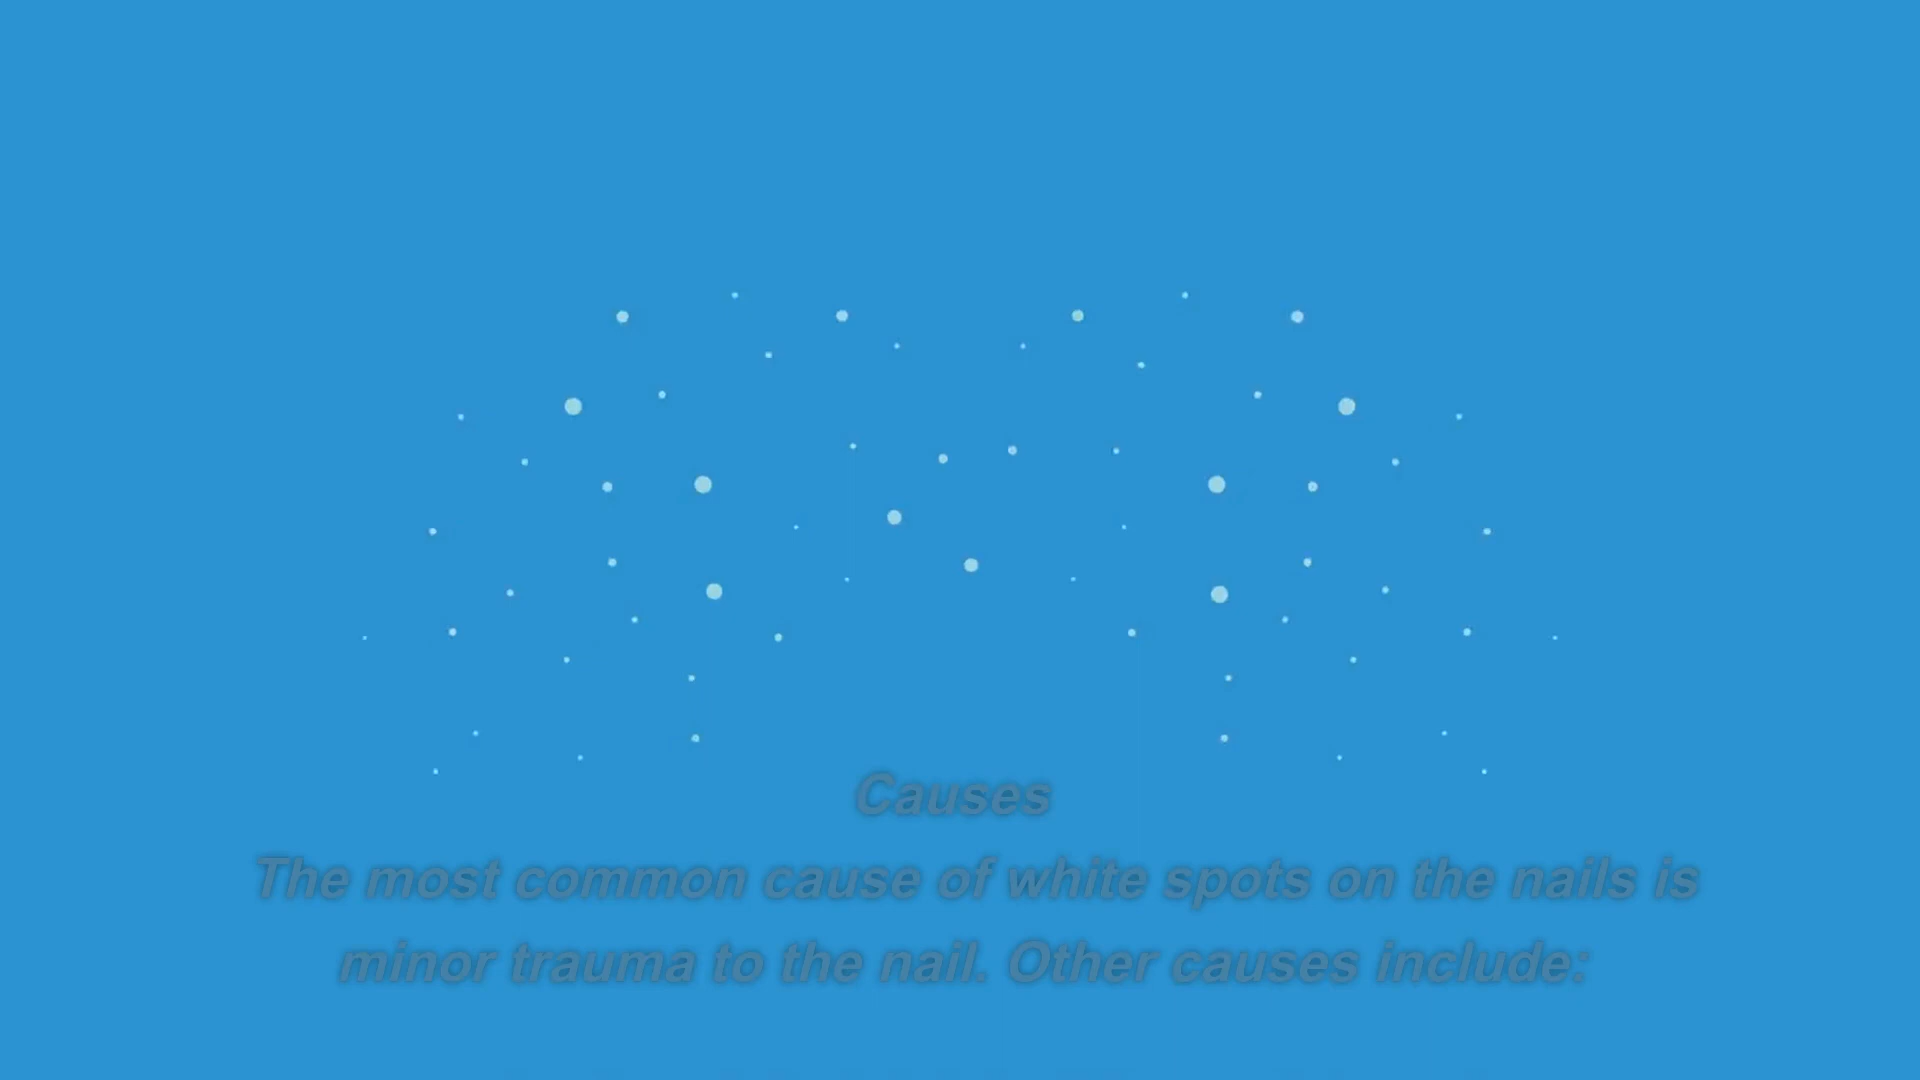 Causes
The most common cause of white spots on the nails is
minor trauma to the nail. Other causes include: